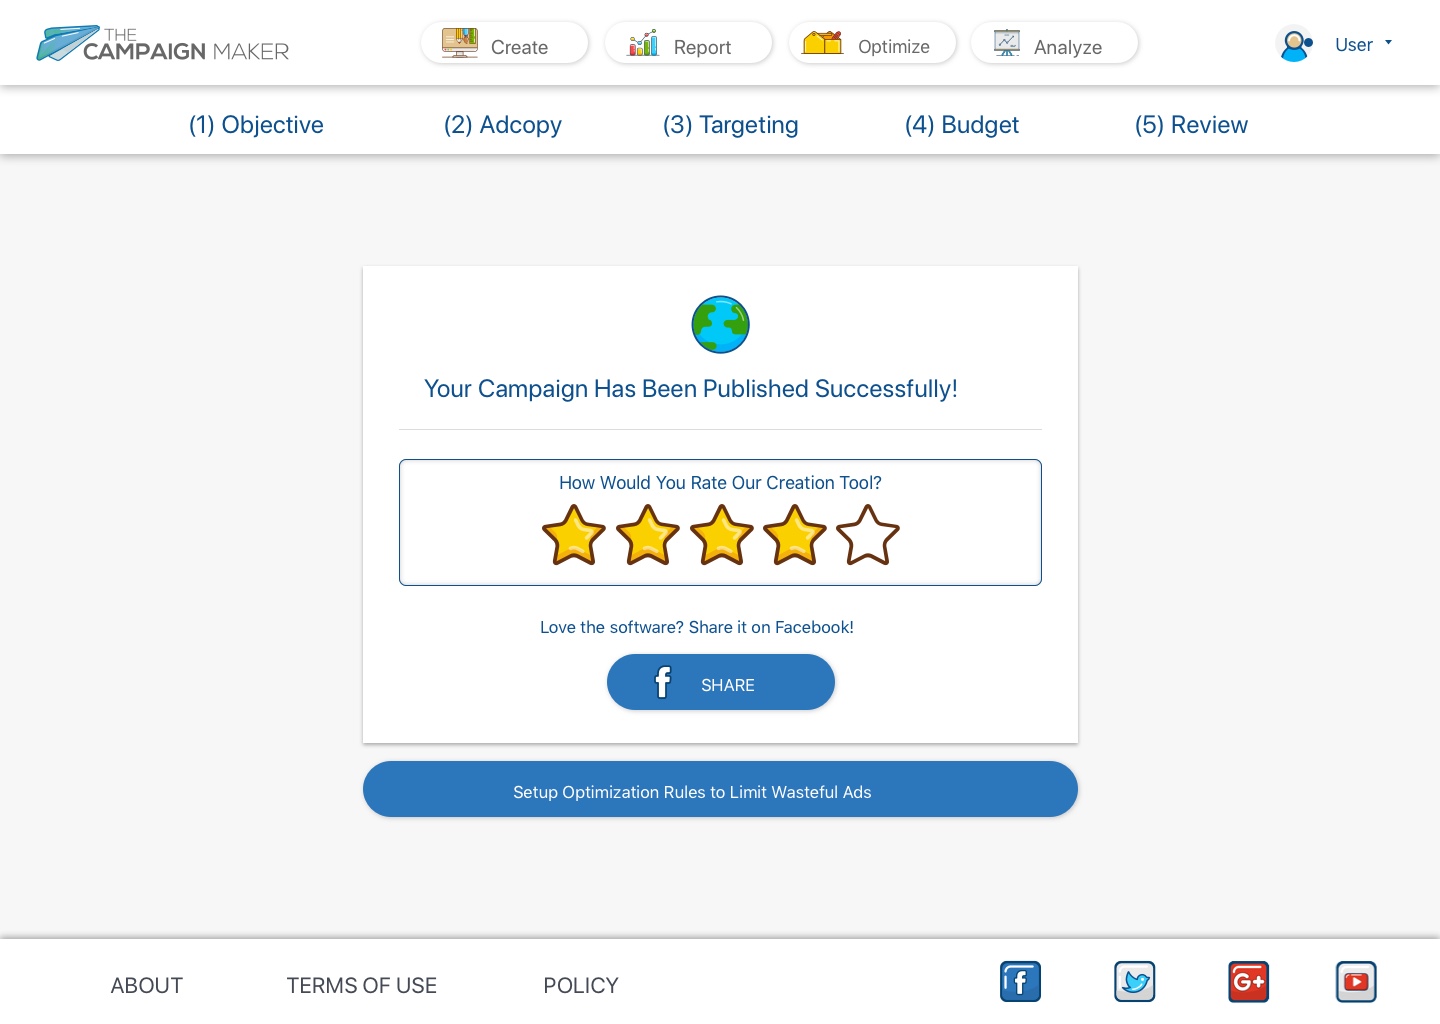 THE
CAMPAIGN MAKER
Create
Report
Optimize
Analyze
User
(1) Objective
(2) Adcopy
(3) Targeting
(4) Budget
(5) Review
Your Campaign Has Been Published Successfully!
How Would You Rate Our Creation Tool?
Love the software? Share it on Facebook!
f SHARE
Setup Optimization Rules to Limit Wasteful Ads
ABOUT
TERMS OF USE
POLICY
f
G+